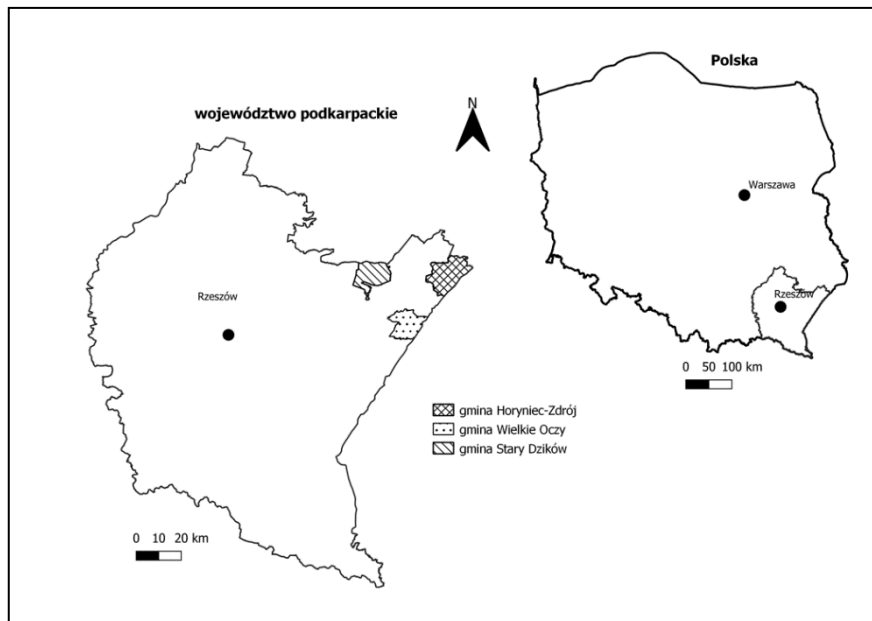 Polska
województwo podkarpackie
N
Warszawa
Rzeszów
Rzeszów
0 50 100 km
gmina Horyniec-Zdrój
gmina Wielkie Oczy
gmina Stary Dzików
0 10 20 km